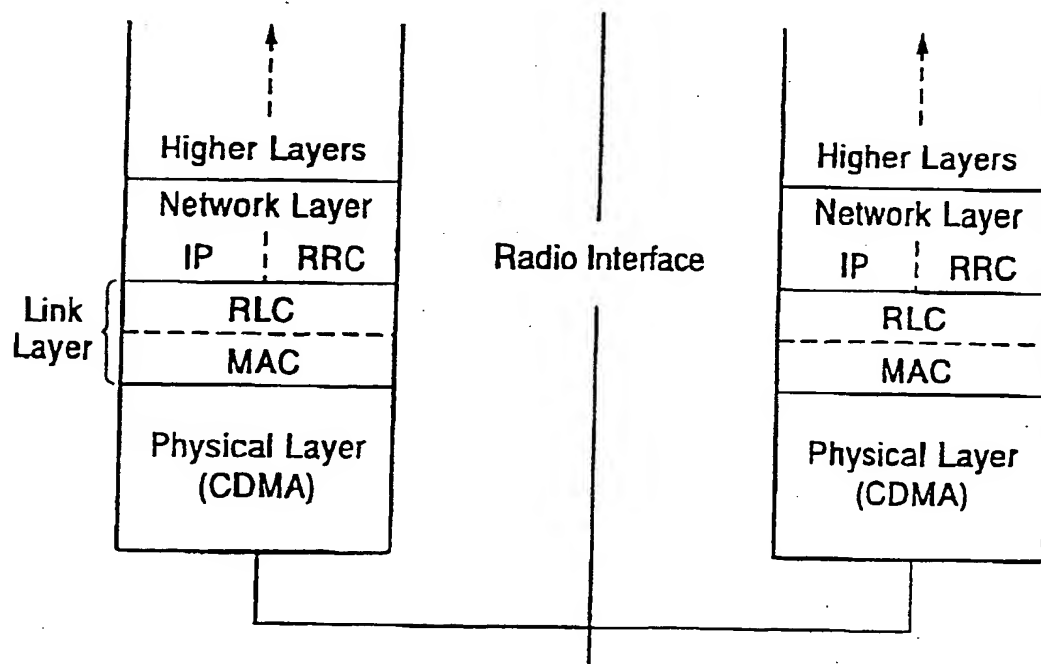 Higher Layers
Network Layer
IP RRC
Link
Layer
RLC
MAC
Physical Layer
(CDMA)
Radio Interface
Higher Layers
Network Layer
IP RRC
RLC
MAC
Physical Layer
(CDMA)